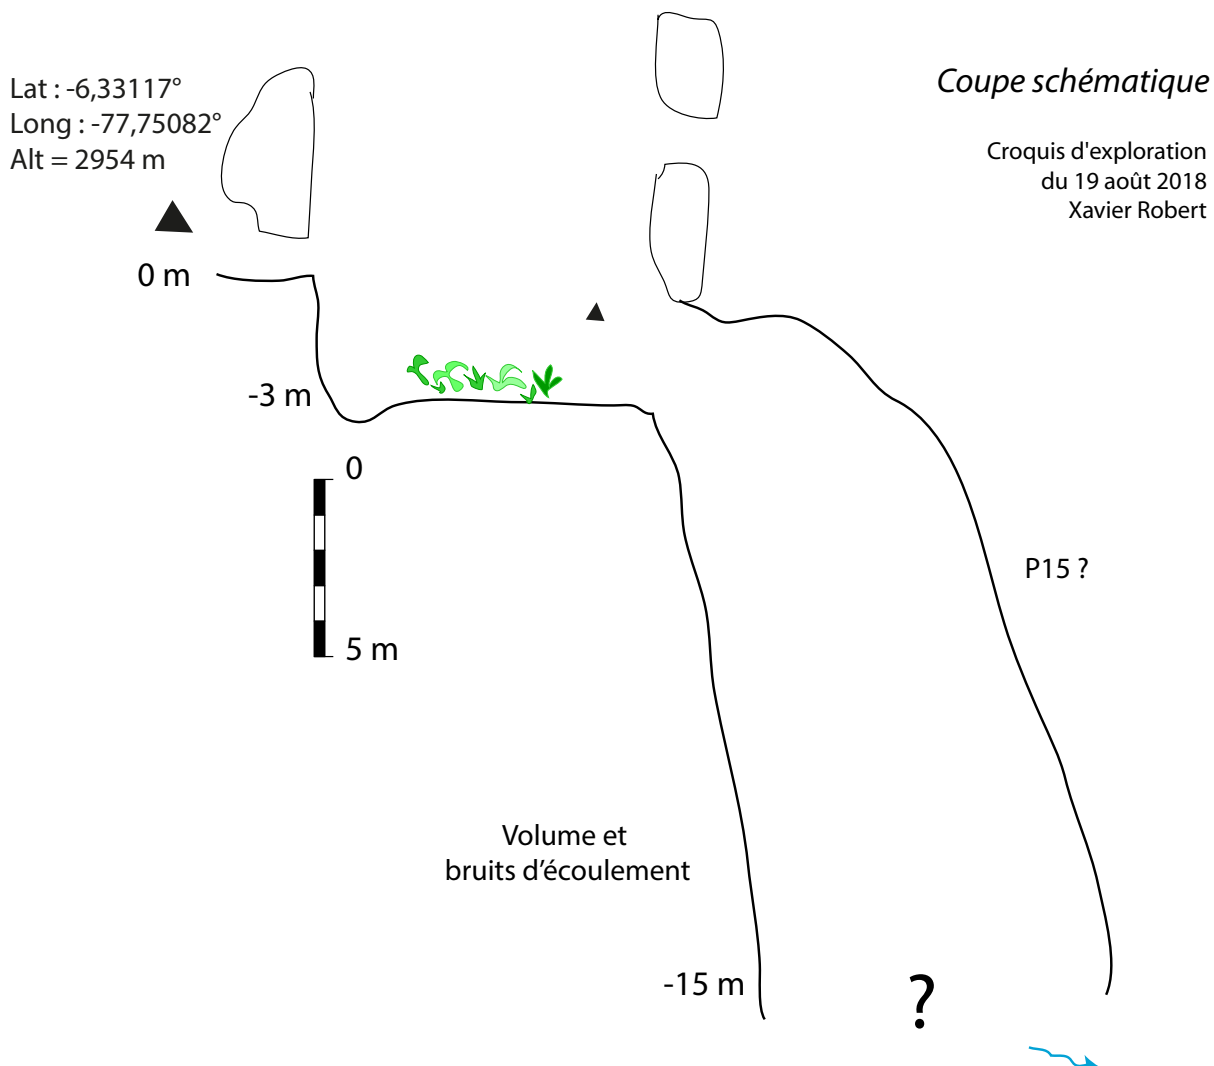 Lat : -6,33117°
Long : -77,75082°
Alt = 2954 m
Coupe schématique
Croquis d'exploration
du 19 août 2018
Xavier Robert
0 m
-3 m
0
5 m
P15 ?
Volume et
bruits d’écoulement
-15 m
?